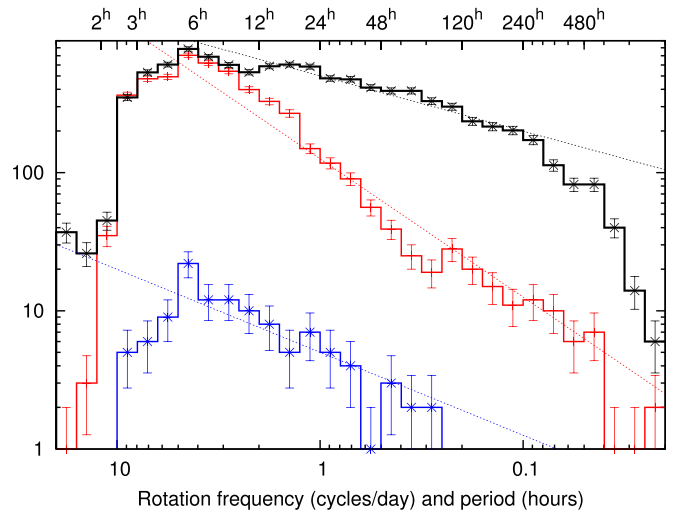 2h 3h 6h 12h 24h 48h 120h 240h 480h
100
10
1
10 1 0.1
Rotation frequency (cycles/day) and period (hours)